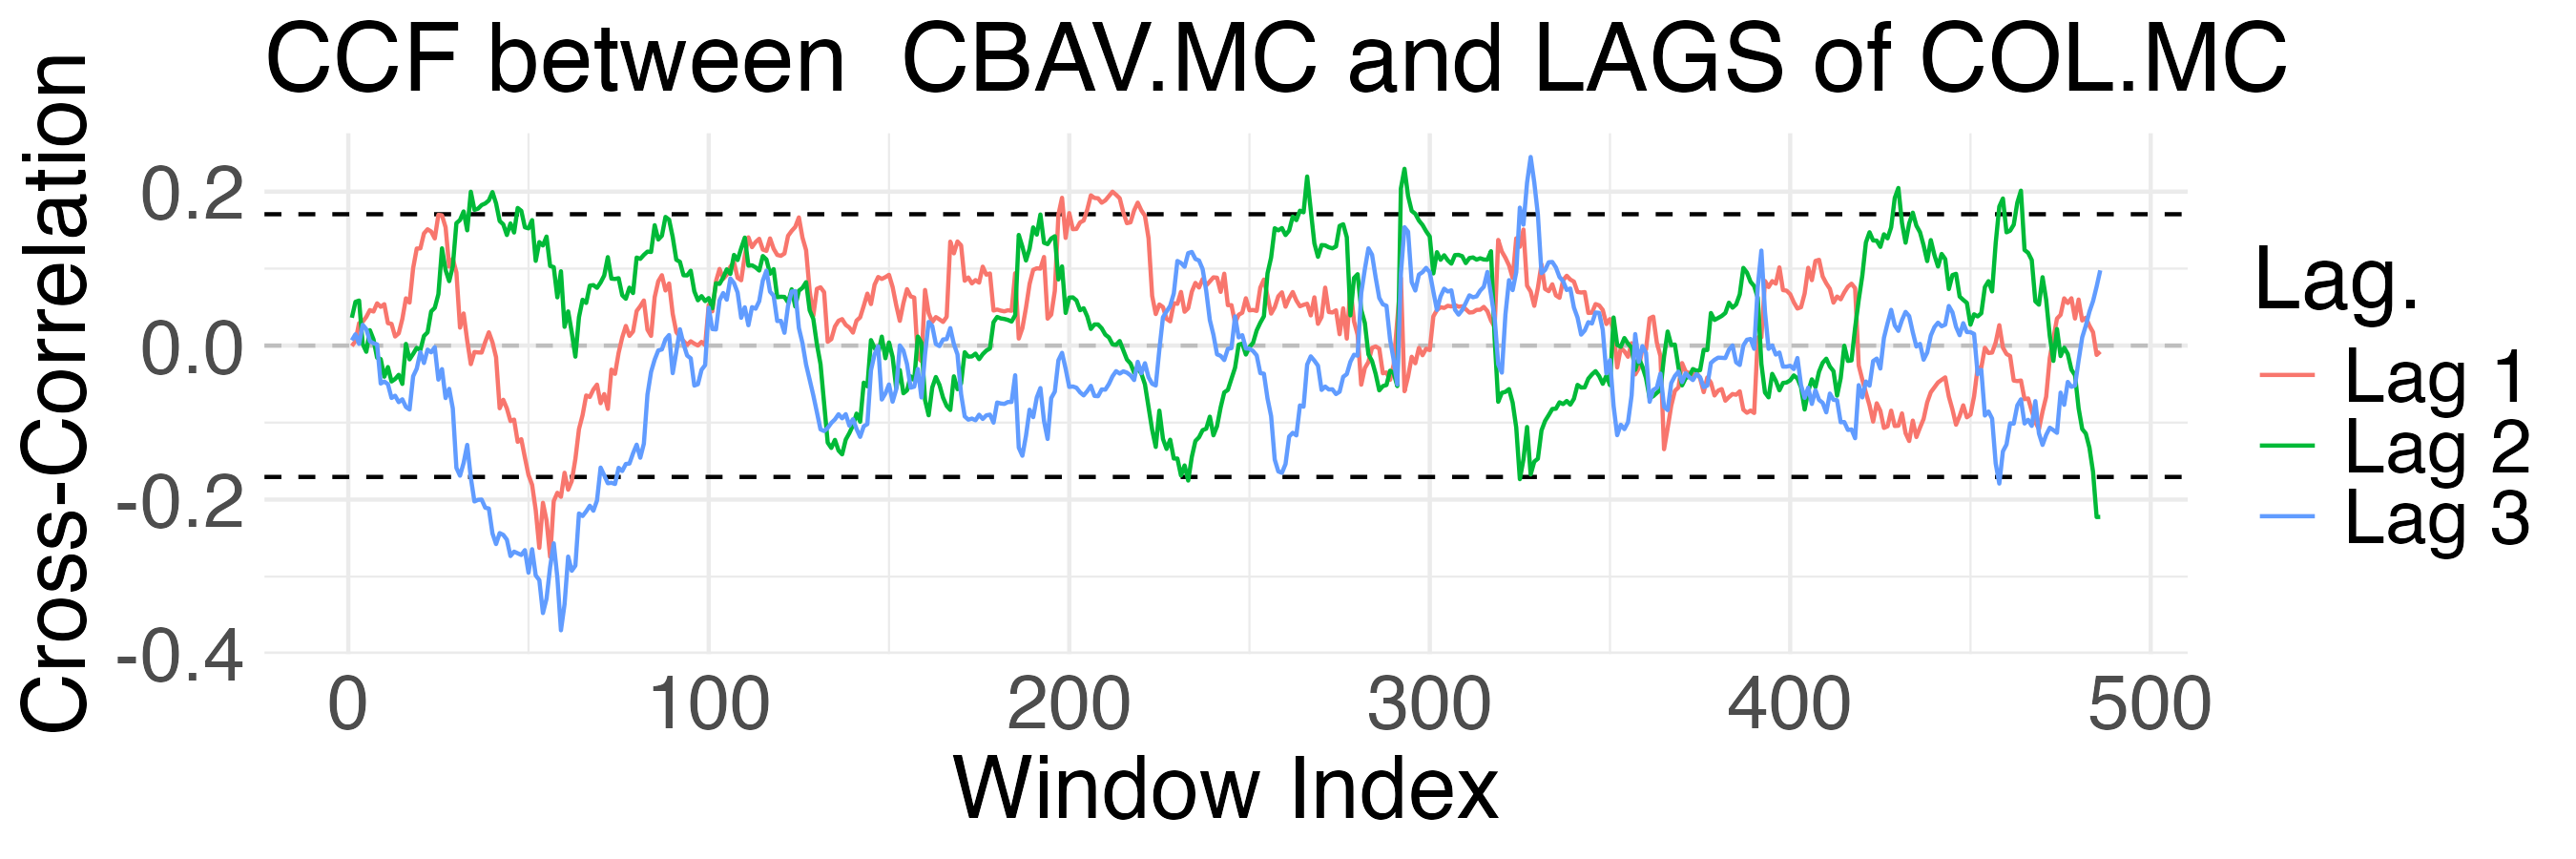 CCF between  CBAV.MC and LAGS of COL.MC
Cross-Correlation
0.2
0.0
-0.2
-0.4
0 100 200 300 400 500
Window Index
Lag.
Lag 1
Lag 2
Lag 3